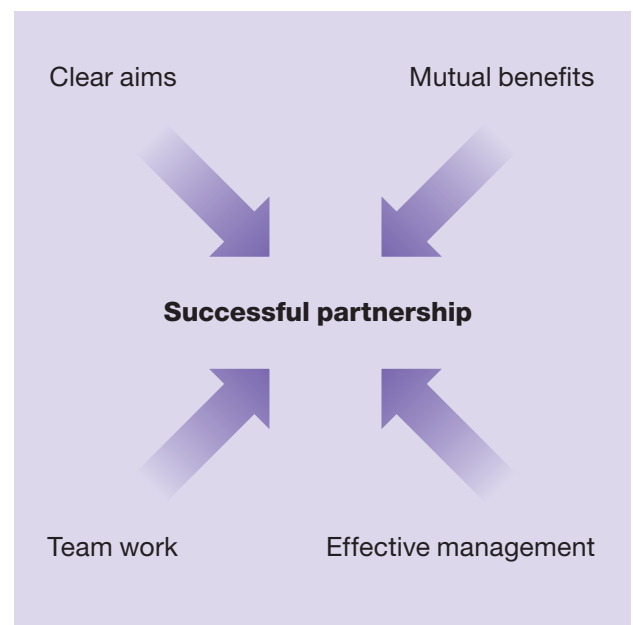 Clear aims
Mutual benefits
Successful partnership
Team work
Effective management